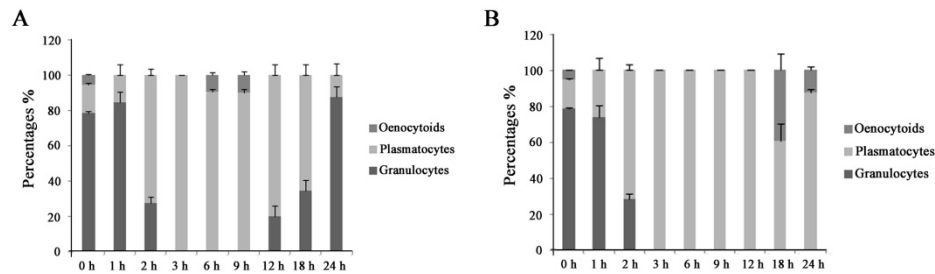 A
Percentages %
120
100
80
60
40
20
0
0 h 1 h 2 h 3 h 6 h 9 h 12 h 18 h 24 h
Oenocytoids
Plasmatocytes
Granulocytes
B
Percentages %
120
100
80
60
40
20
0
0 h 1 h 2 h 3 h 6 h 9 h 12 h 18 h 24 h
Oenocytoids
Plasmatocytes
Granulocytes